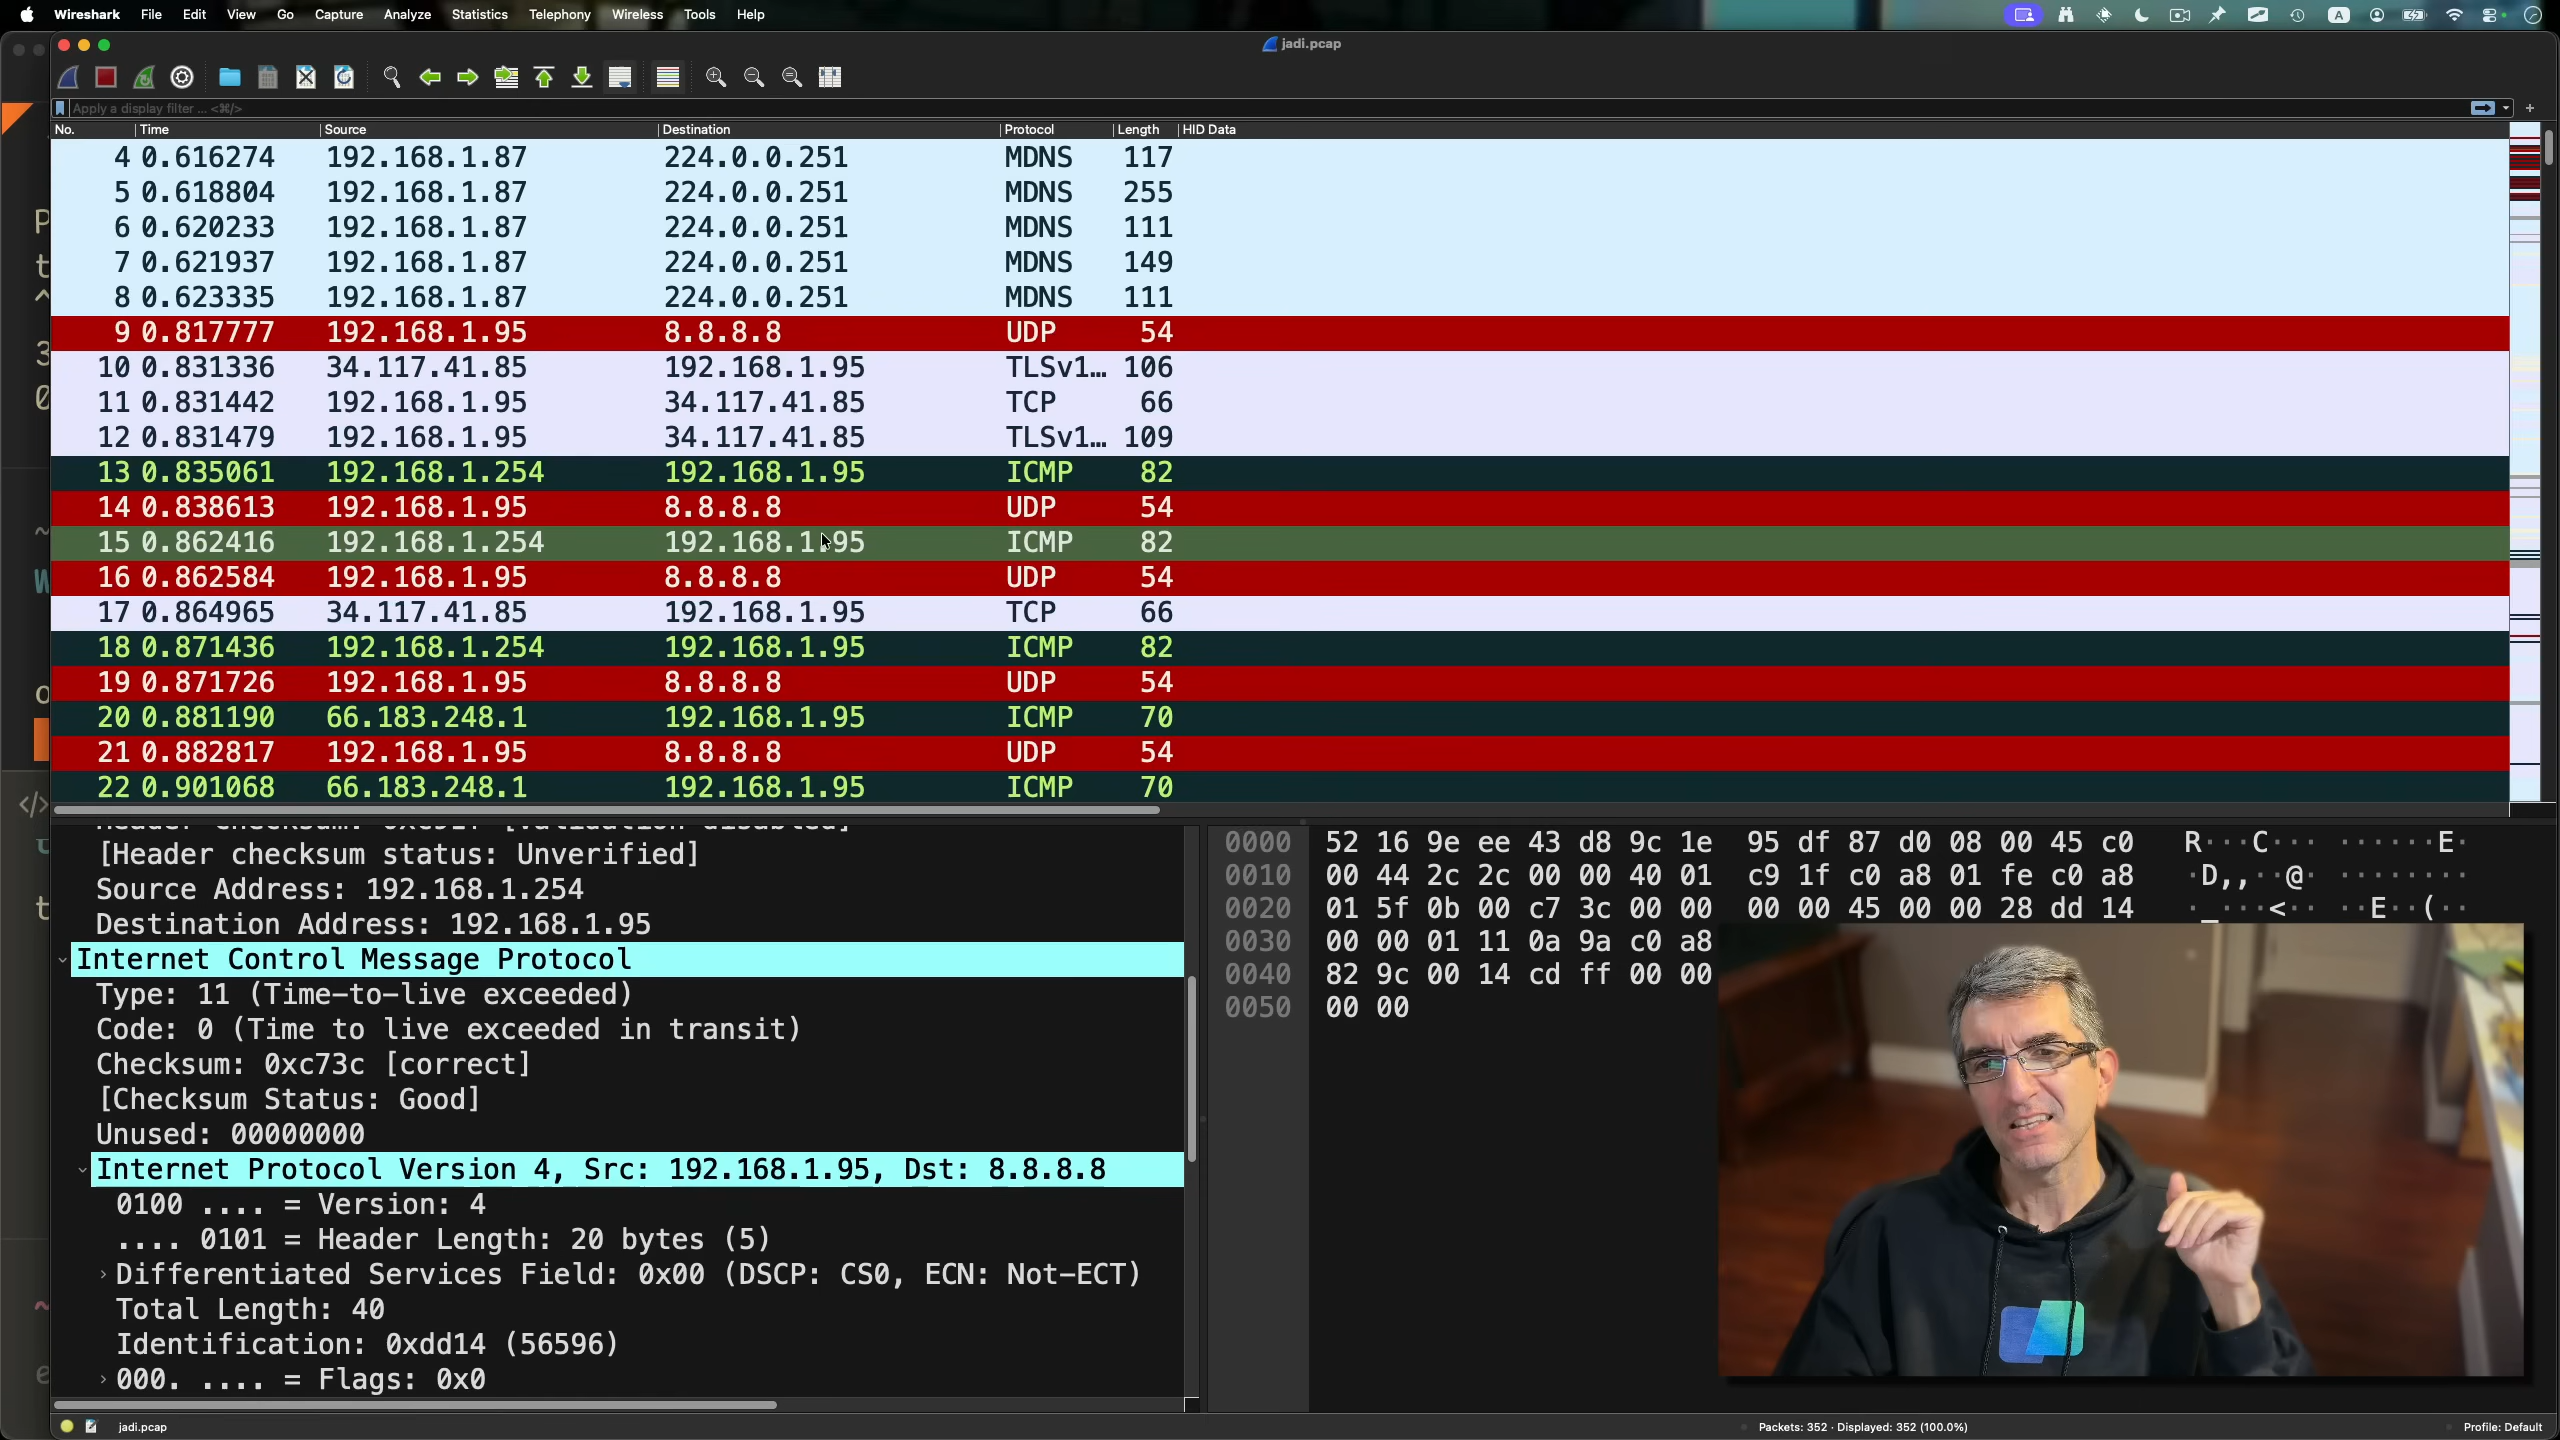 Wireshark File Edit View Go Capture Analyze Statistics Telephony Wireless Tools Help
jadi.pcap
Apply a display filter ... <⌘/>
No. Time Source Destination Protocol Length HID Data
4 0.616274 192.168.1.87 224.0.0.251 MDNS 117
5 0.618804 192.168.1.87 224.0.0.251 MDNS 255
6 0.620233 192.168.1.87 224.0.0.251 MDNS 111
7 0.621937 192.168.1.87 224.0.0.251 MDNS 149
8 0.623335 192.168.1.87 224.0.0.251 MDNS 111
9 0.817777 192.168.1.95 8.8.8.8 UDP 54
10 0.831336 34.117.41.85 192.168.1.95 TLSv1… 106
11 0.831442 192.168.1.95 34.117.41.85 TCP 66
12 0.831479 192.168.1.95 34.117.41.85 TLSv1… 109
13 0.835061 192.168.1.254 192.168.1.95 ICMP 82
14 0.838613 192.168.1.95 8.8.8.8 UDP 54
15 0.862416 192.168.1.254 192.168.1.95 ICMP 82
16 0.862584 192.168.1.95 8.8.8.8 UDP 54
17 0.864965 34.117.41.85 192.168.1.95 TCP 66
18 0.871436 192.168.1.254 192.168.1.95 ICMP 82
19 0.871726 192.168.1.95 8.8.8.8 UDP 54
20 0.881190 66.183.248.1 192.168.1.95 ICMP 70
21 0.882817 192.168.1.95 8.8.8.8 UDP 54
22 0.901068 66.183.248.1 192.168.1.95 ICMP 70
[Header checksum status: Unverified]
Source Address: 192.168.1.254
Destination Address: 192.168.1.95
Internet Control Message Protocol
Type: 11 (Time-to-live exceeded)
Code: 0 (Time to live exceeded in transit)
Checksum: 0xc73c [correct]
[Checksum Status: Good]
Unused: 00000000
Internet Protocol Version 4, Src: 192.168.1.95, Dst: 8.8.8.8
0100 .... = Version: 4
.... 0101 = Header Length: 20 bytes (5)
Differentiated Services Field: 0x00 (DSCP: CS0, ECN: Not-ECT)
Total Length: 40
Identification: 0xdd14 (56596)
000. .... = Flags: 0x0
0000 52 16 9e ee 43 d8 9c 1e 95 df 87 d0 08 00 45 c0 R···C··· ······E·
0010 00 44 2c 2c 00 00 40 01 c9 1f c0 a8 01 fe c0 a8 ·D,,··@· ········
0020 01 5f 0b 00 c7 3c 00 00 00 00 45 00 00 28 dd 14 ·_···<·· ··E··(··
0030 00 00 01 11 0a 9a c0 a8
0040 82 9c 00 14 cd ff 00 00
0050 00 00
jadi.pcap
Packets: 352 · Displayed: 352 (100.0%)
Profile: Default